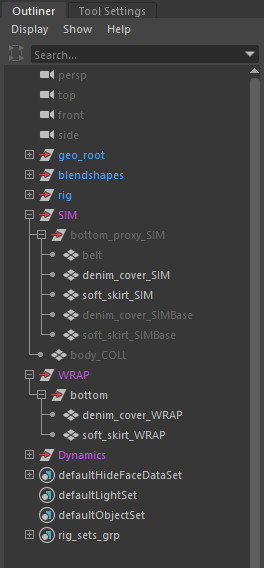 Outliner Tool Settings
Display Show Help
Search...
persp
top
front
side
geo_root
blendshapes
rig
SIM
bottom_proxy_SIM
belt
denim_cover_SIM
soft_skirt_SIM
denim_cover_SIMBase
soft_skirt_SIMBase
body_COLL
WRAP
bottom
denim_cover_WRAP
soft_skirt_WRAP
Dynamics
defaultHideFaceDataSet
defaultLightSet
defaultObjectSet
rig_sets_grp